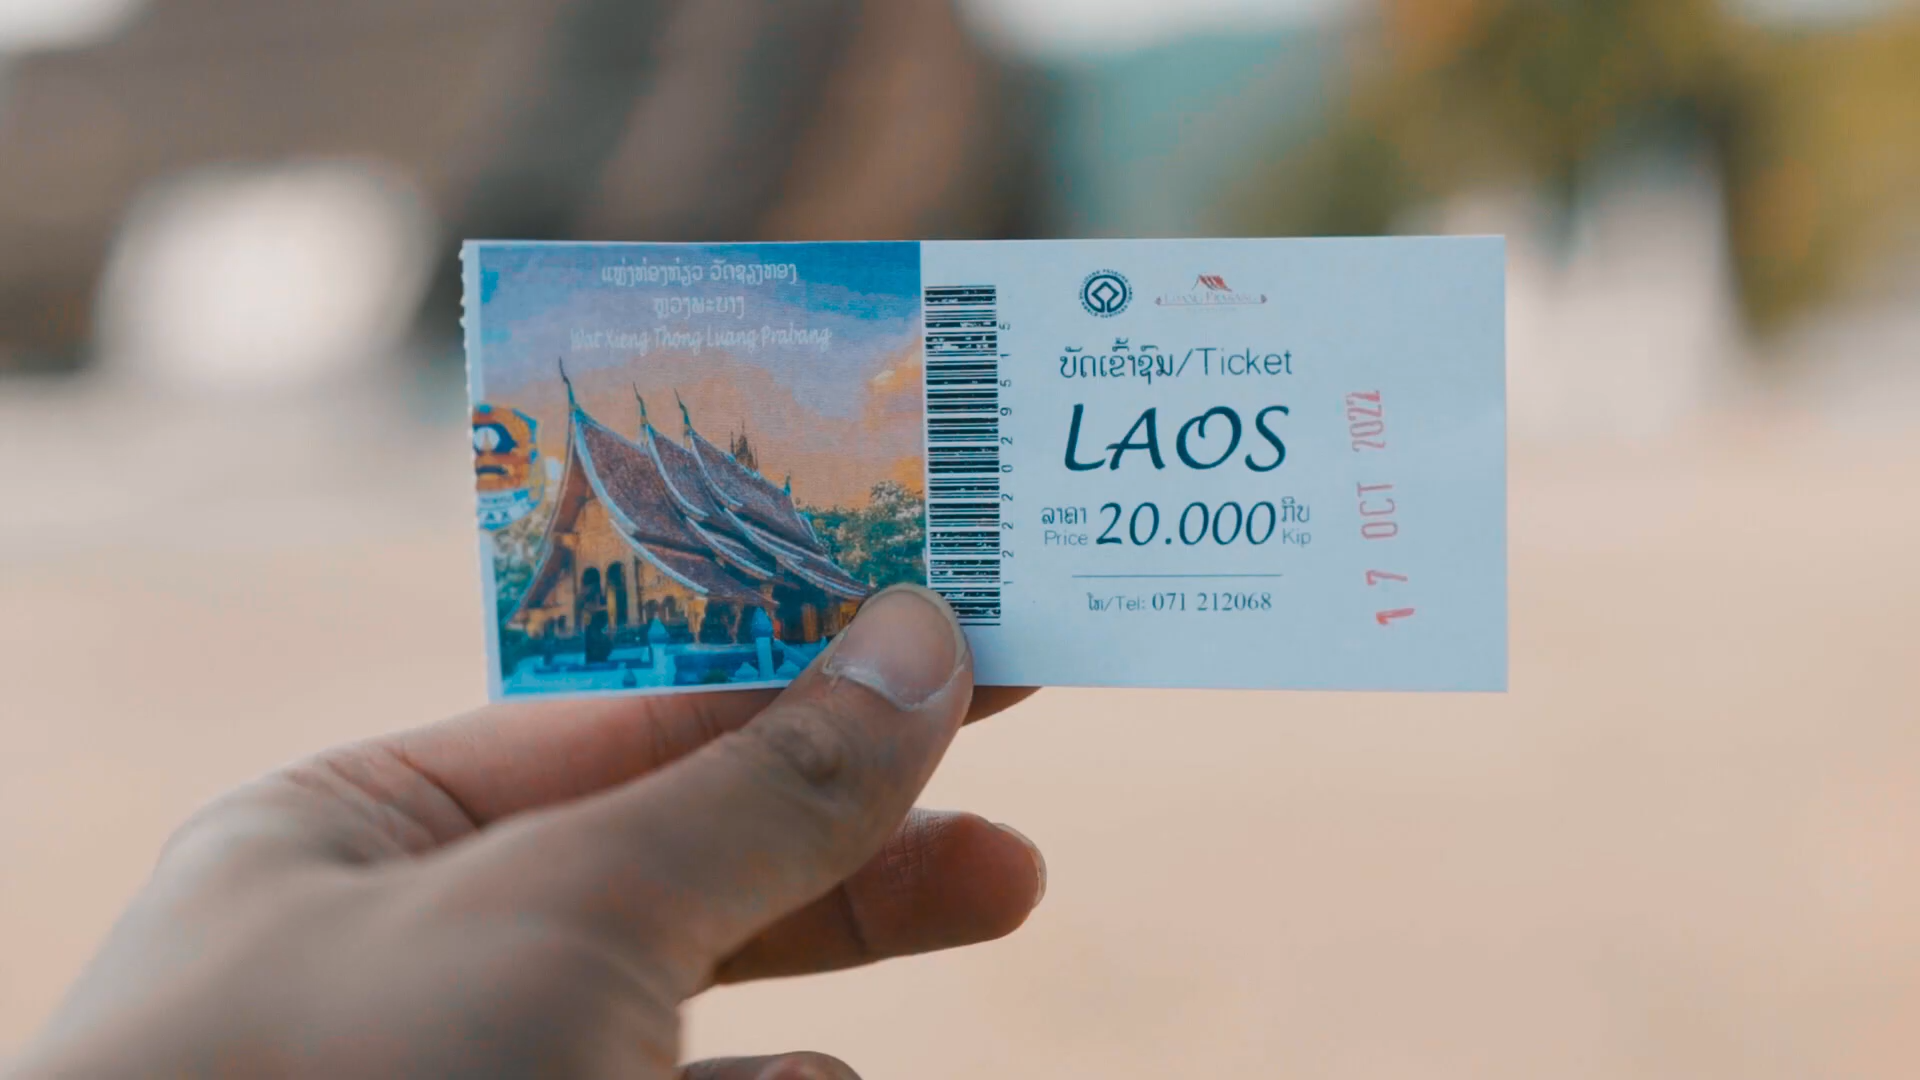 ແຫຼ່ງທ່ອງທ່ຽວ ວັດຊຽງທອງ
ຫຼວງພະບາງ
Wat Xieng Thong Luang Prabang
LUANG PRABANG
ບັດເຂົ້າຊົມ/Ticket
LAOS
ລາຄາ 20.000 ກີບ
Price Kip
ໂທ/Tel: 071 212068
17 OCT 2022